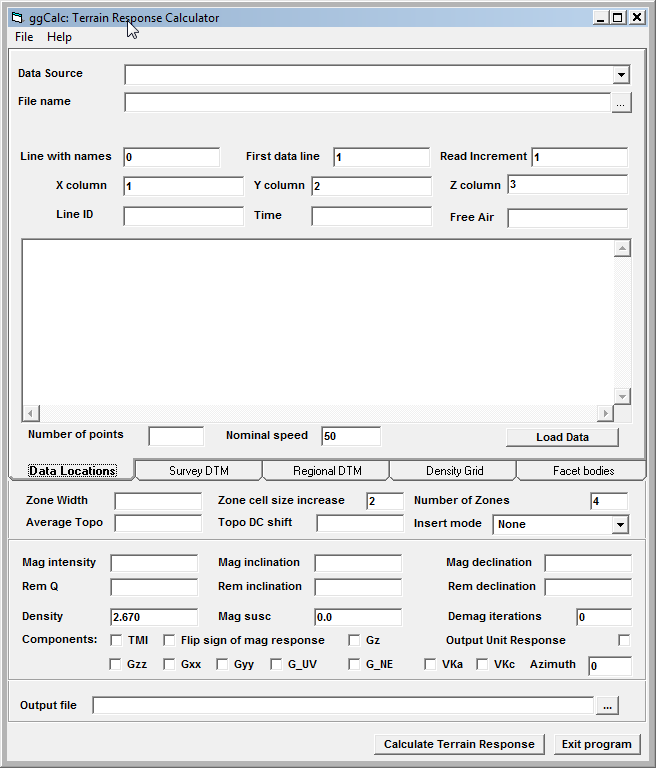 ggCalc: Terrain Response Calculator
File Help
Data Source
File name ...
Line with names 0 First data line 1 Read Increment 1
X column 1 Y column 2 Z column 3
Line ID Time Free Air
Number of points Nominal speed 50 Load Data
Data Locations Survey DTM Regional DTM Density Grid Facet bodies
Zone Width Zone cell size increase 2 Number of Zones 4
Average Topo Topo DC shift Insert mode None
Mag intensity Mag inclination Mag declination
Rem Q Rem inclination Rem declination
Density 2.670 Mag susc 0.0 Demag iterations 0
Components: TMI Flip sign of mag response Gz Output Unit Response
Gzz Gxx Gyy G_UV G_NE VKa VKc Azimuth 0
Output file ...
Calculate Terrain Response Exit program